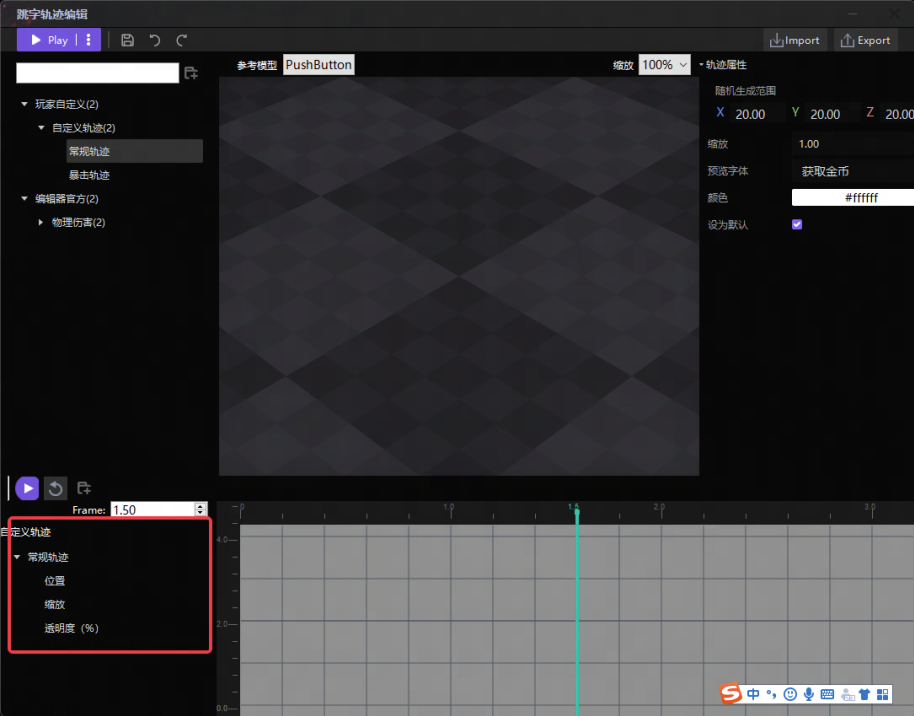 跳字轨迹编辑
Play
Import
Export
参考模型 PushButton
缩放 100%
轨迹属性
随机生成范围
X 20.00 Y 20.00 Z 20.00
缩放 1.00
预览字体 获取金币
颜色 #ffffff
设为默认
玩家自定义(2)
自定义轨迹(2)
常规轨迹
暴击轨迹
编辑器官方(2)
物理伤害(2)
Frame: 1.50
自定义轨迹
常规轨迹
位置
缩放
透明度（%）
0 1.0 1.5 2.0 3.0
4.0
2.0
0.0
S 中 °,